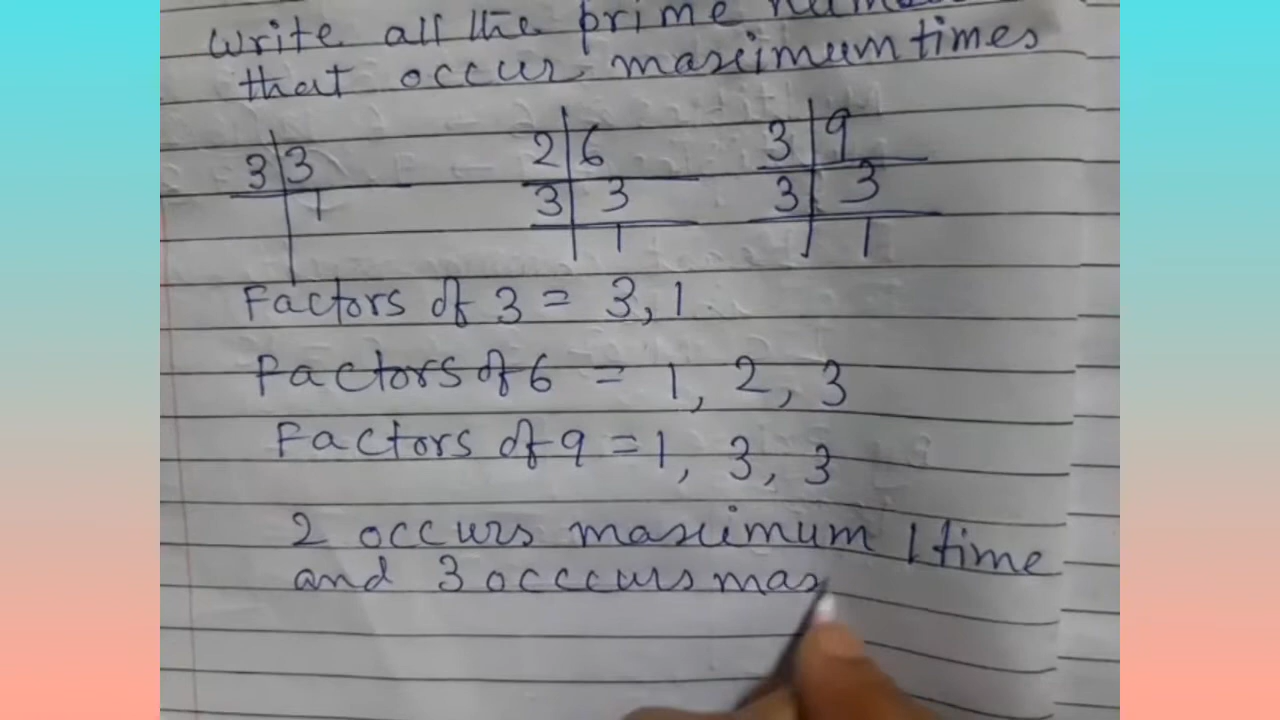 Write all the prime
that occur maximum times
3 3 2 6 3 9
1 3 3 3 3
1 1
Factors of 3 = 3, 1
Factors of 6 = 1, 2, 3
Factors of 9 = 1, 3, 3
2 occurs maximum 1 time
and 3 occcurs